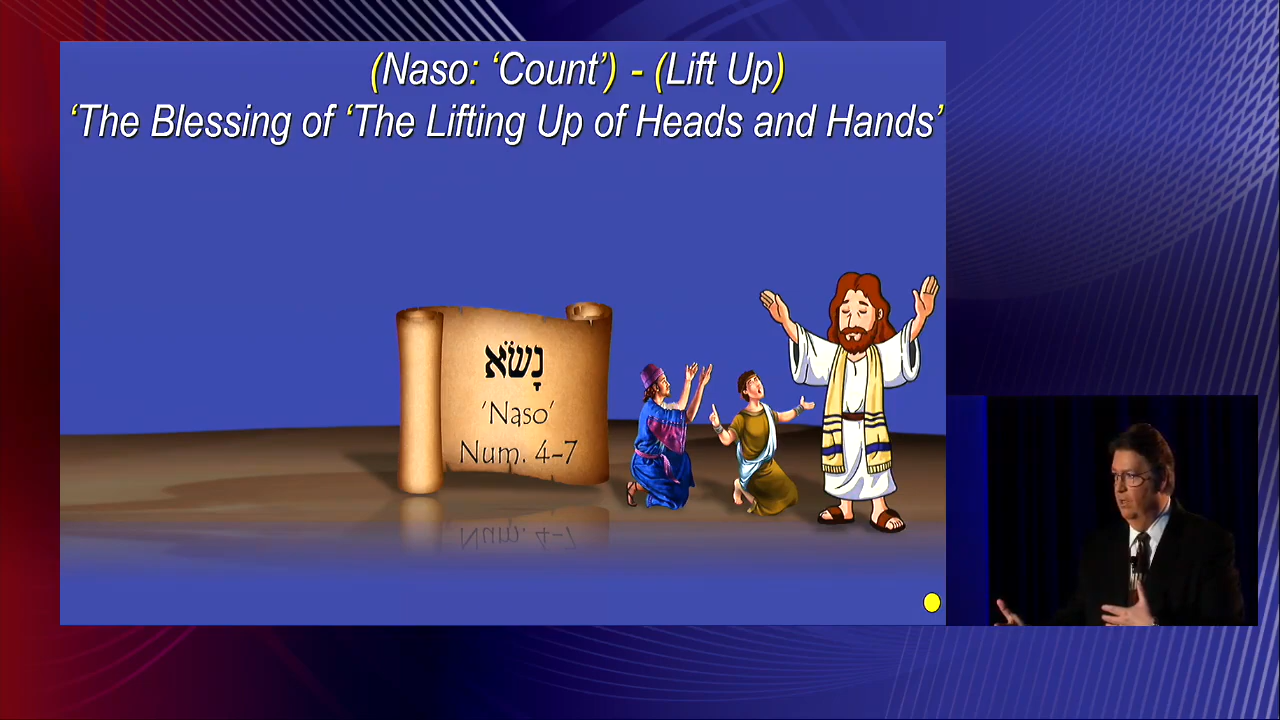 (Naso: ‘Count’) - (Lift Up)
‘The Blessing of ‘The Lifting Up of Heads and Hands’
נָשֹׂא
‘Naso’
Num. 4-7